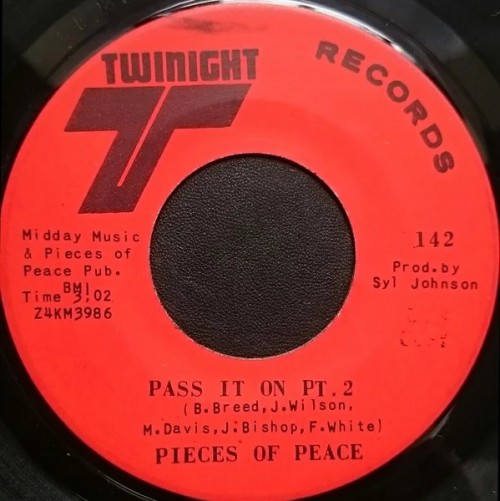 TWINIGHT
RECORDS
Midday Music
& Pieces of
Peace Pub.
BMI
Time 3:02
Z4KM3986
142
Prod.by
Syl Johnson
PASS IT ON PT.2
(B.Breed,J.Wilson,
M.Davis,J.Bishop,F.White)
PIECES OF PEACE